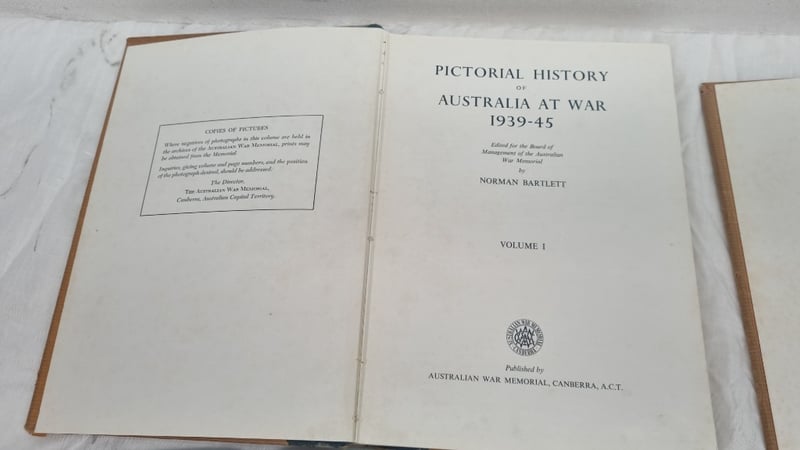 COPIES OF PICTURES
Where negatives of photographs in this volume are held in
the archives of the AUSTRALIAN WAR MEMORIAL, prints may
be obtained from the Memorial.
Inquiries, giving volume and page numbers, and the position
of the photograph desired, should be addressed:
The Director,
THE AUSTRALIAN WAR MEMORIAL,
Canberra, Australian Capital Territory.
PICTORIAL HISTORY
OF
AUSTRALIA AT WAR
1939-45
Edited for the Board of
Management of the Australian
War Memorial
by
NORMAN BARTLETT
VOLUME I
AUSTRALIAN WAR MEMORIAL
CANBERRA
Published by
AUSTRALIAN WAR MEMORIAL, CANBERRA, A.C.T.